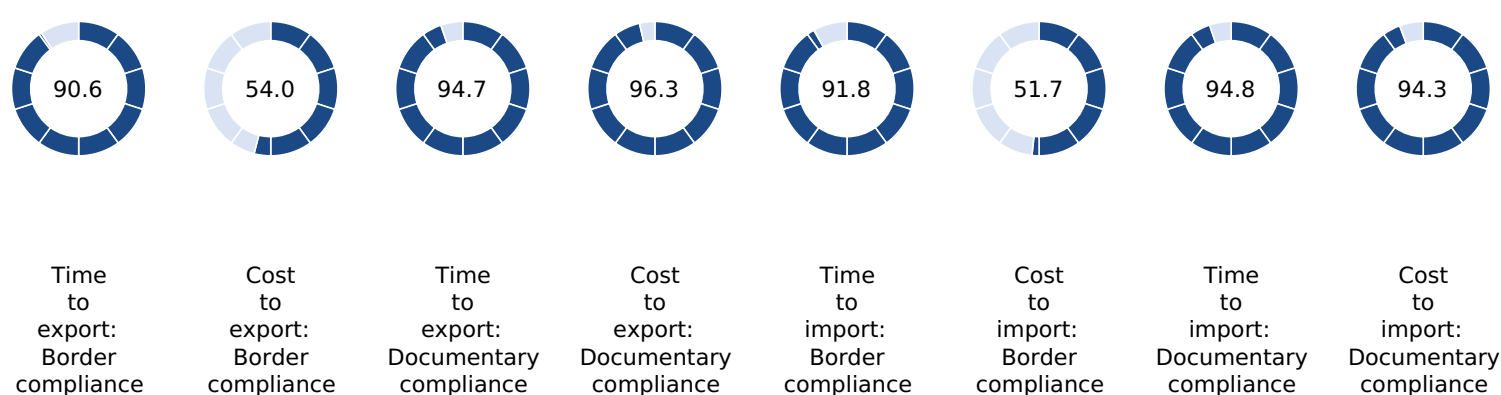 90.6
54.0
94.7
96.3
91.8
51.7
94.8
94.3
Time
to
export:
Border
compliance
Cost
to
export:
Border
compliance
Time
to
export:
Documentary
compliance
Cost
to
export:
Documentary
compliance
Time
to
import:
Border
compliance
Cost
to
import:
Border
compliance
Time
to
import:
Documentary
compliance
Cost
to
import:
Documentary
compliance